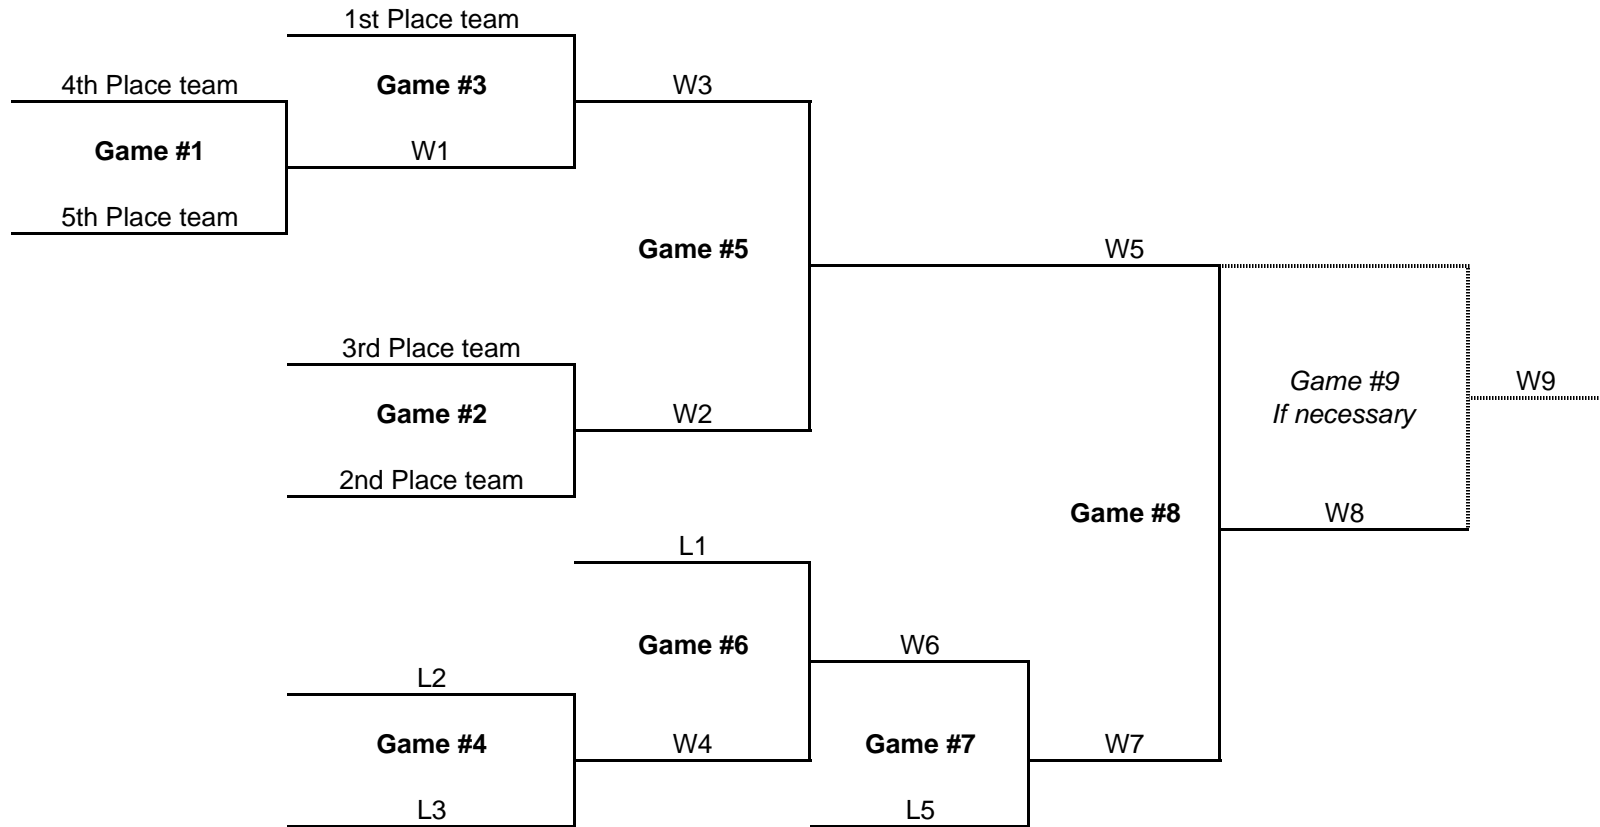 1st Place team
4th Place team
Game #3
W3
Game #1
W1
5th Place team
Game #5
W5
3rd Place team
Game #9
If necessary
W9
Game #2
W2
2nd Place team
Game #8
W8
L1
Game #6
W6
L2
Game #4
W4
Game #7
W7
L3
L5